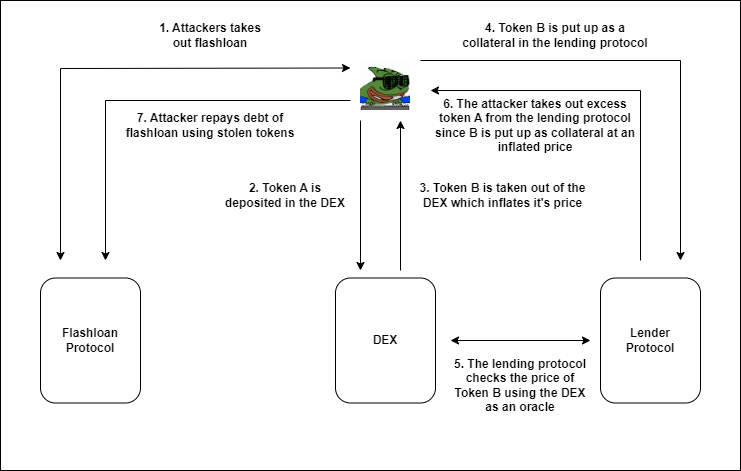 1. Attackers takes
out flashloan
4. Token B is put up as a
collateral in the lending protocol
7. Attacker repays debt of
flashloan using stolen tokens
6. The attacker takes out excess
token A from the lending protocol
since B is put up as collateral at an
inflated price
2. Token A is
deposited in the DEX
3. Token B is taken out of the
DEX which inflates it's price
Flashloan
Protocol
DEX
Lender
Protocol
5. The lending protocol
checks the price of
Token B using the DEX
as an oracle